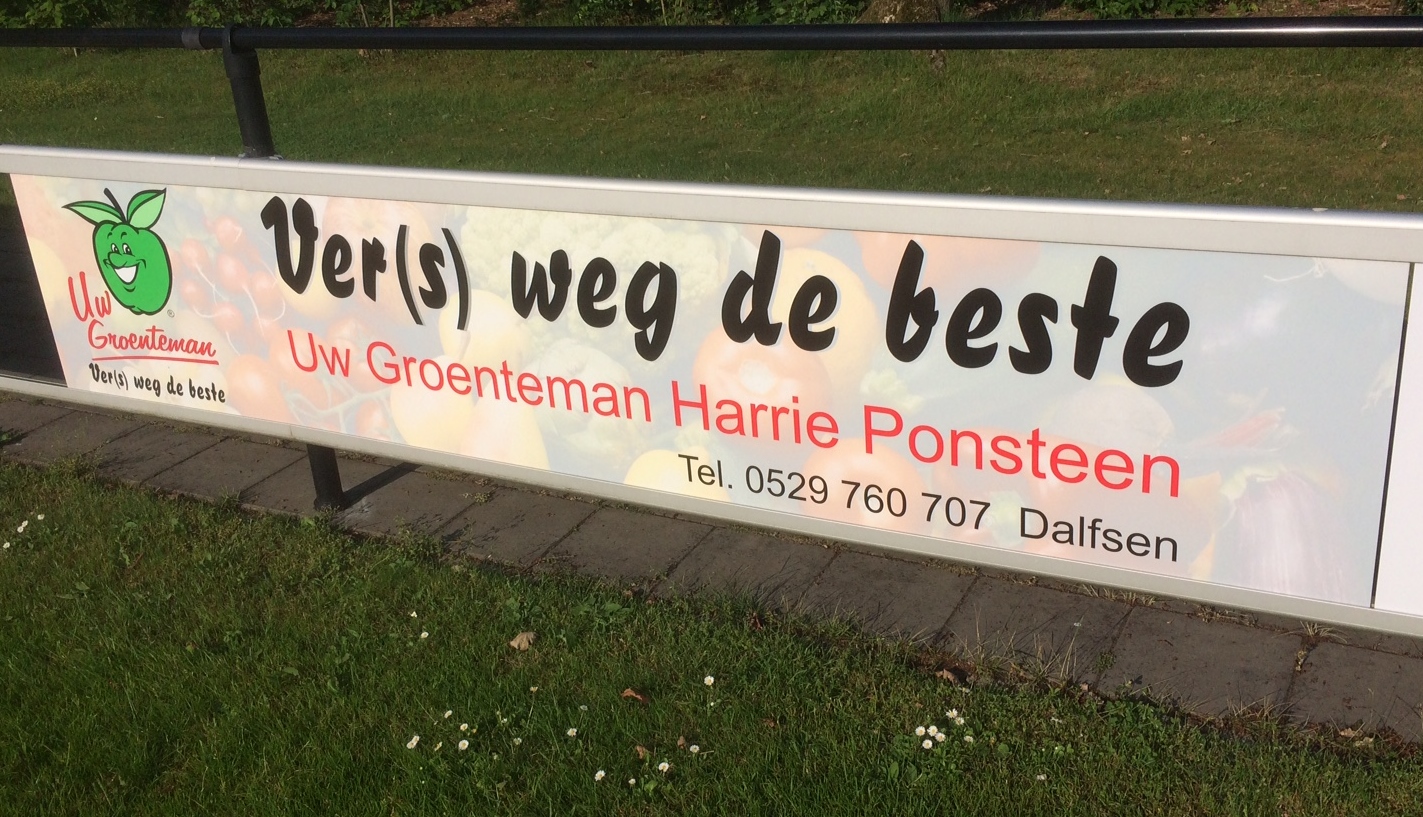 Uw
Groenteman
®
Ver(s) weg de beste
Ver(s) weg de beste
Uw Groenteman Harrie Ponsteen
Tel. 0529 760 707 Dalfsen